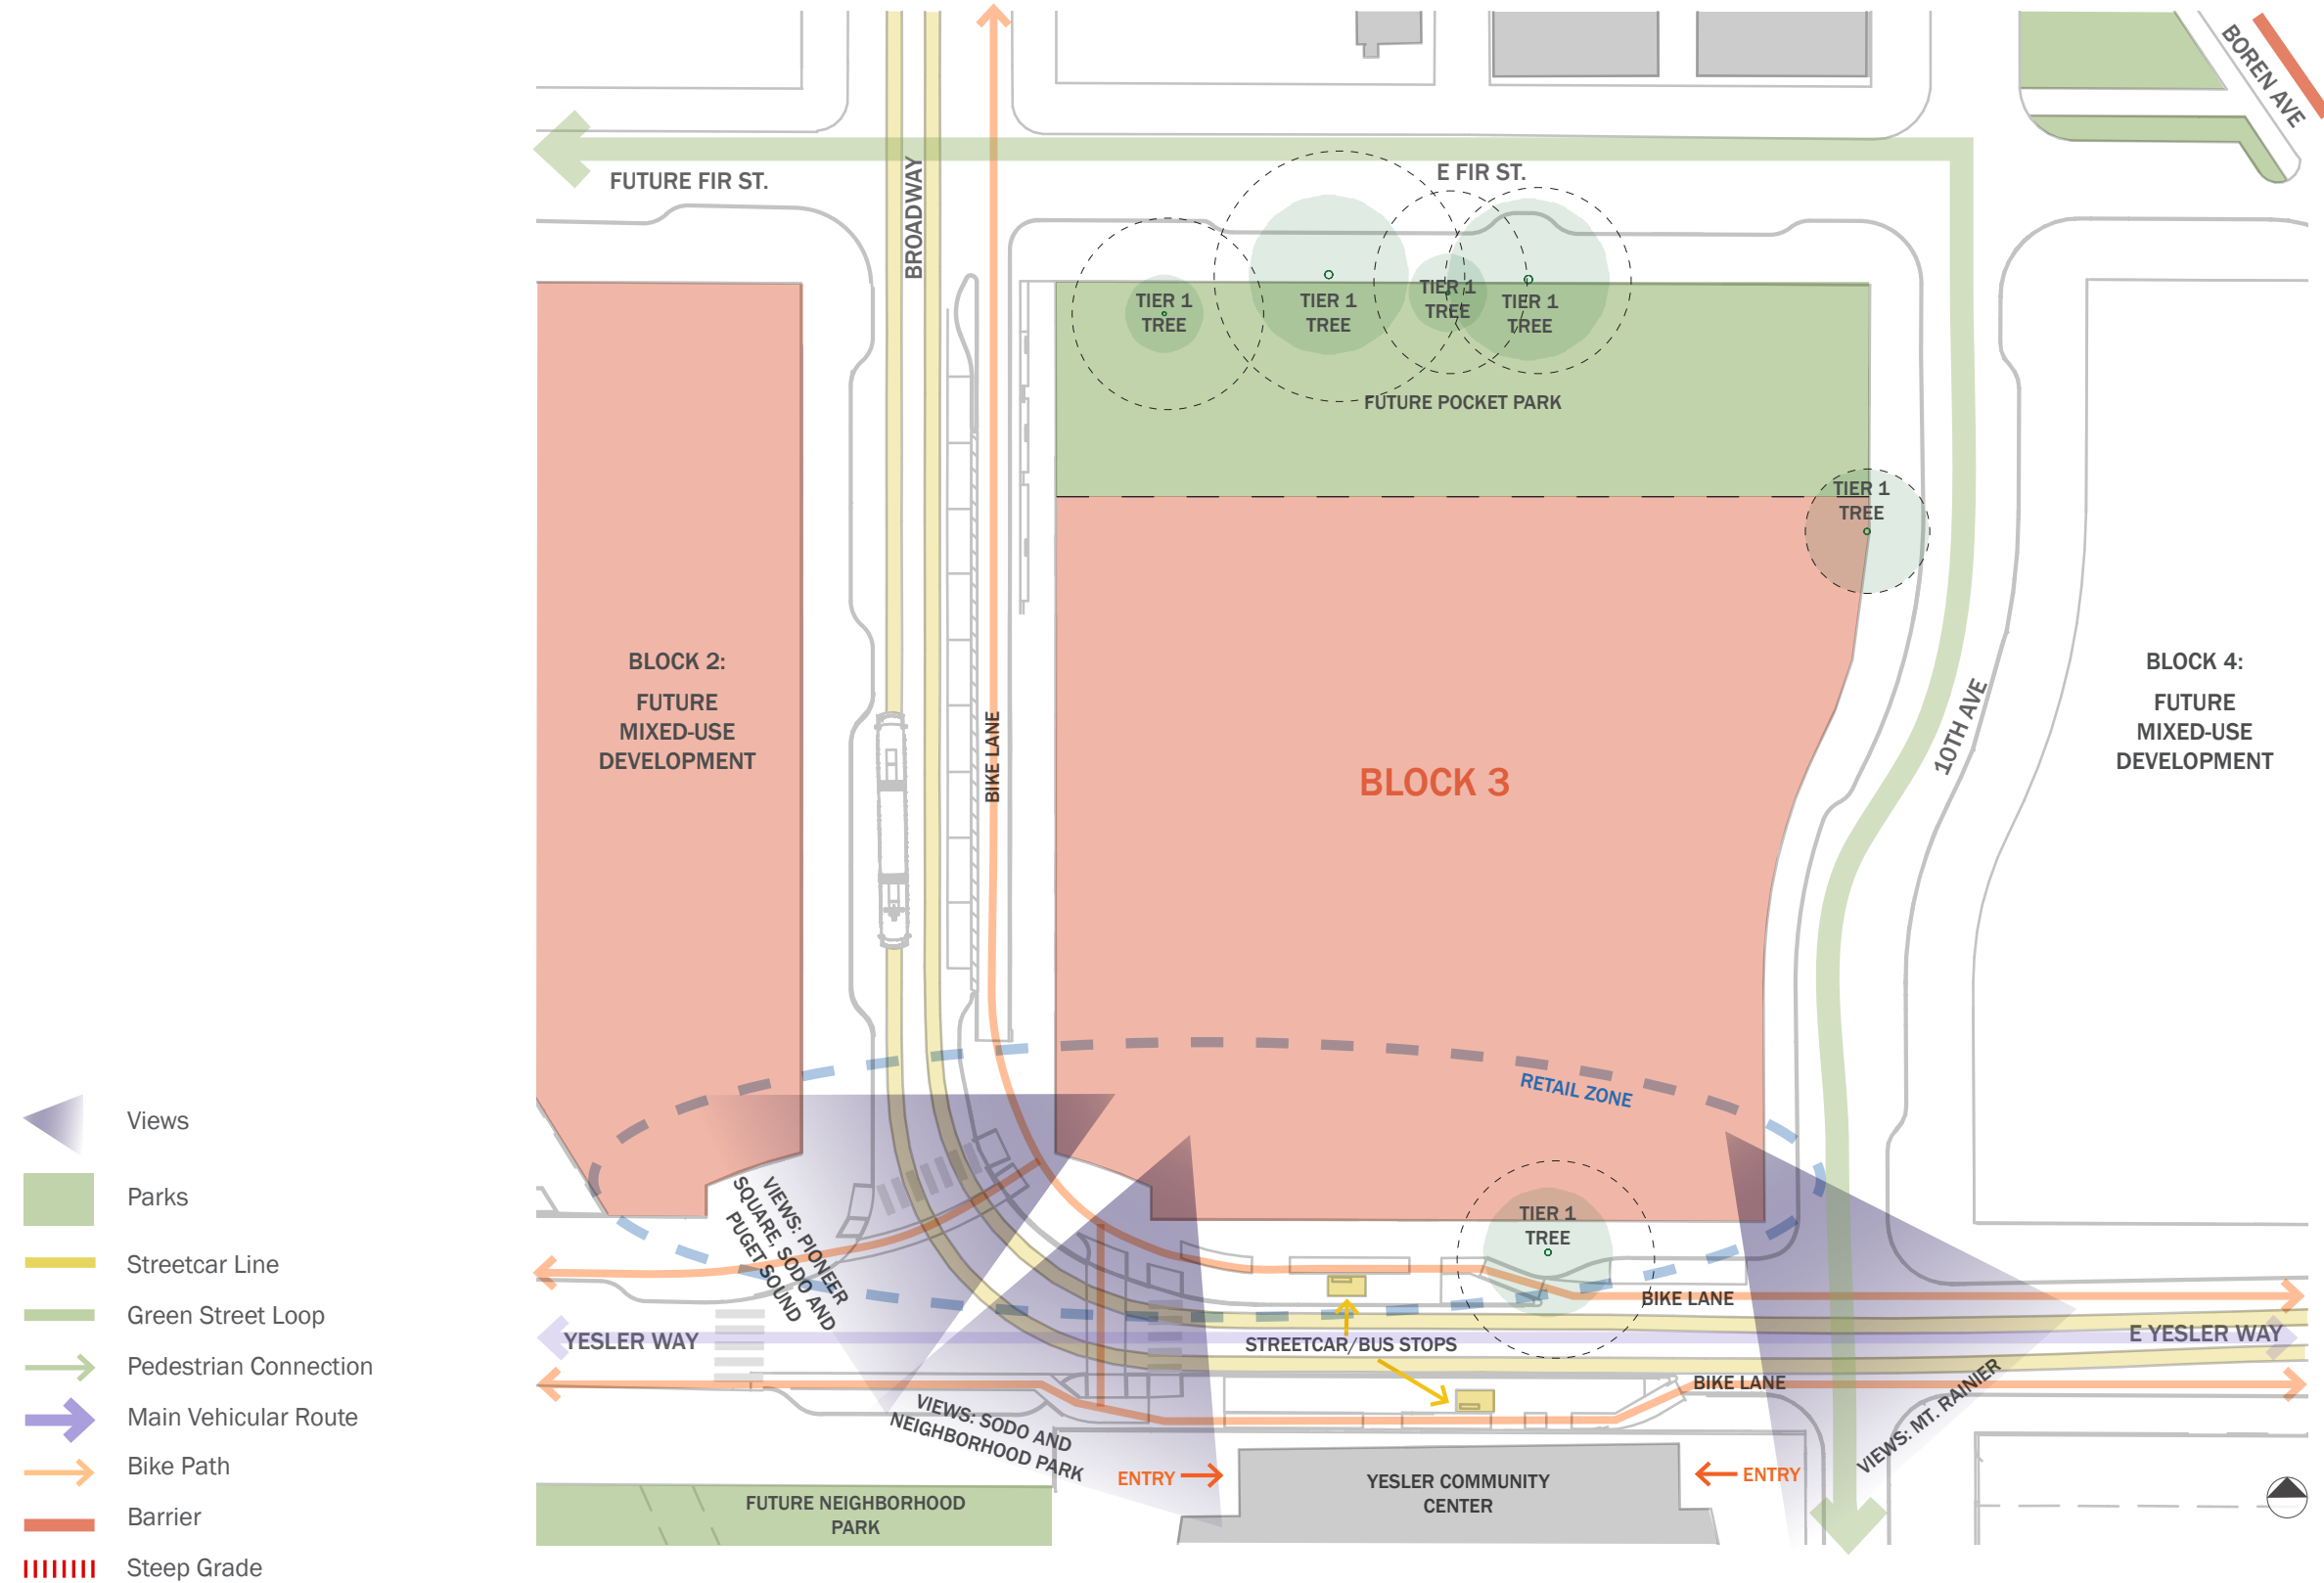 BOREN AVE
FUTURE FIR ST.
BROADWAY
E FIR ST.
TIER 1
TREE
TIER 1
TREE
TIER 1
TREE
TIER 1
TREE
FUTURE POCKET PARK
TIER 1
TREE
BLOCK 2:
FUTURE
MIXED-USE
DEVELOPMENT
BIKE LANE
BLOCK 3
10TH AVE
BLOCK 4:
FUTURE
MIXED-USE
DEVELOPMENT
RETAIL ZONE
VIEWS: PIONEER
SQUARE, SODO AND
PUGET SOUND
TIER 1
TREE
BIKE LANE
YESLER WAY
STREETCAR/BUS STOPS
E YESLER WAY
BIKE LANE
VIEWS: SODO AND
NEIGHBORHOOD PARK
VIEWS: MT. RAINIER
ENTRY
YESLER COMMUNITY
CENTER
ENTRY
FUTURE NEIGHBORHOOD
PARK
Views
Parks
Streetcar Line
Green Street Loop
Pedestrian Connection
Main Vehicular Route
Bike Path
Barrier
Steep Grade